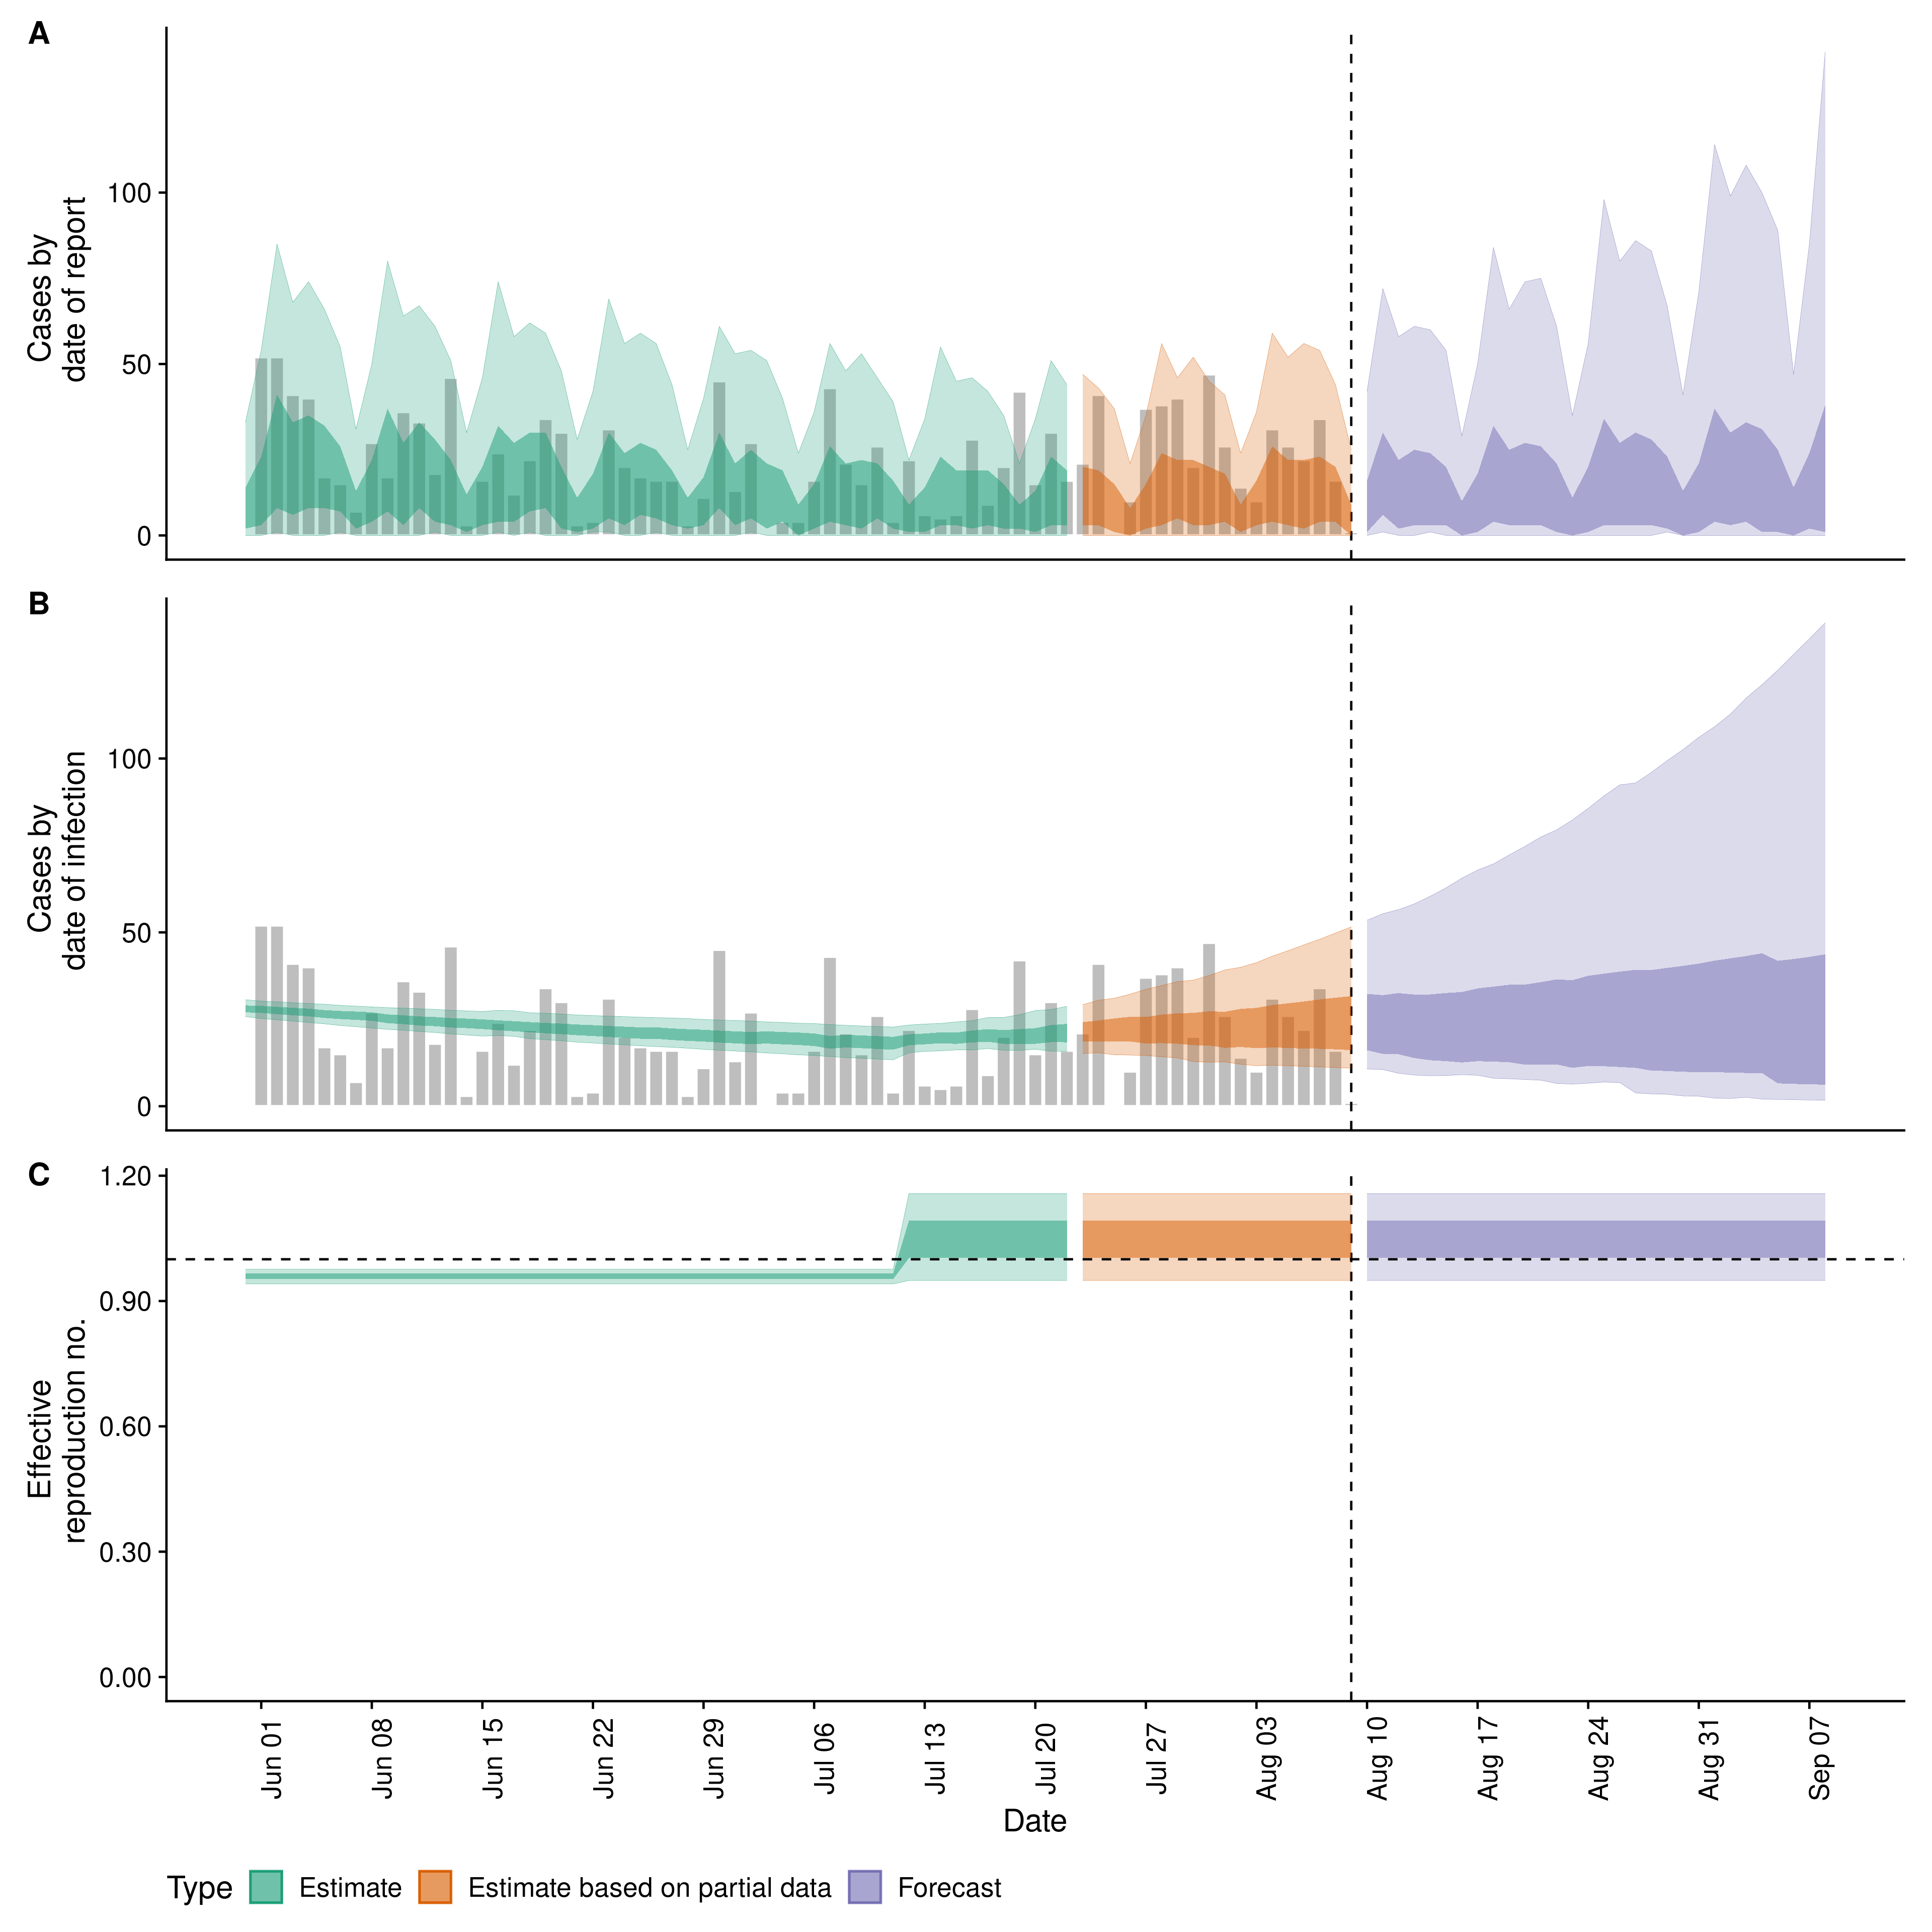 A
Cases by
date of report
100
50
0
B
Cases by
date of infection
100
50
0
C
Effective
reproduction no.
1.20
0.90
0.60
0.30
0.00
Jun 01
Jun 08
Jun 15
Jun 22
Jun 29
Jul 06
Jul 13
Jul 20
Jul 27
Aug 03
Aug 10
Aug 17
Aug 24
Aug 31
Sep 07
Date
Type Estimate Estimate based on partial data Forecast